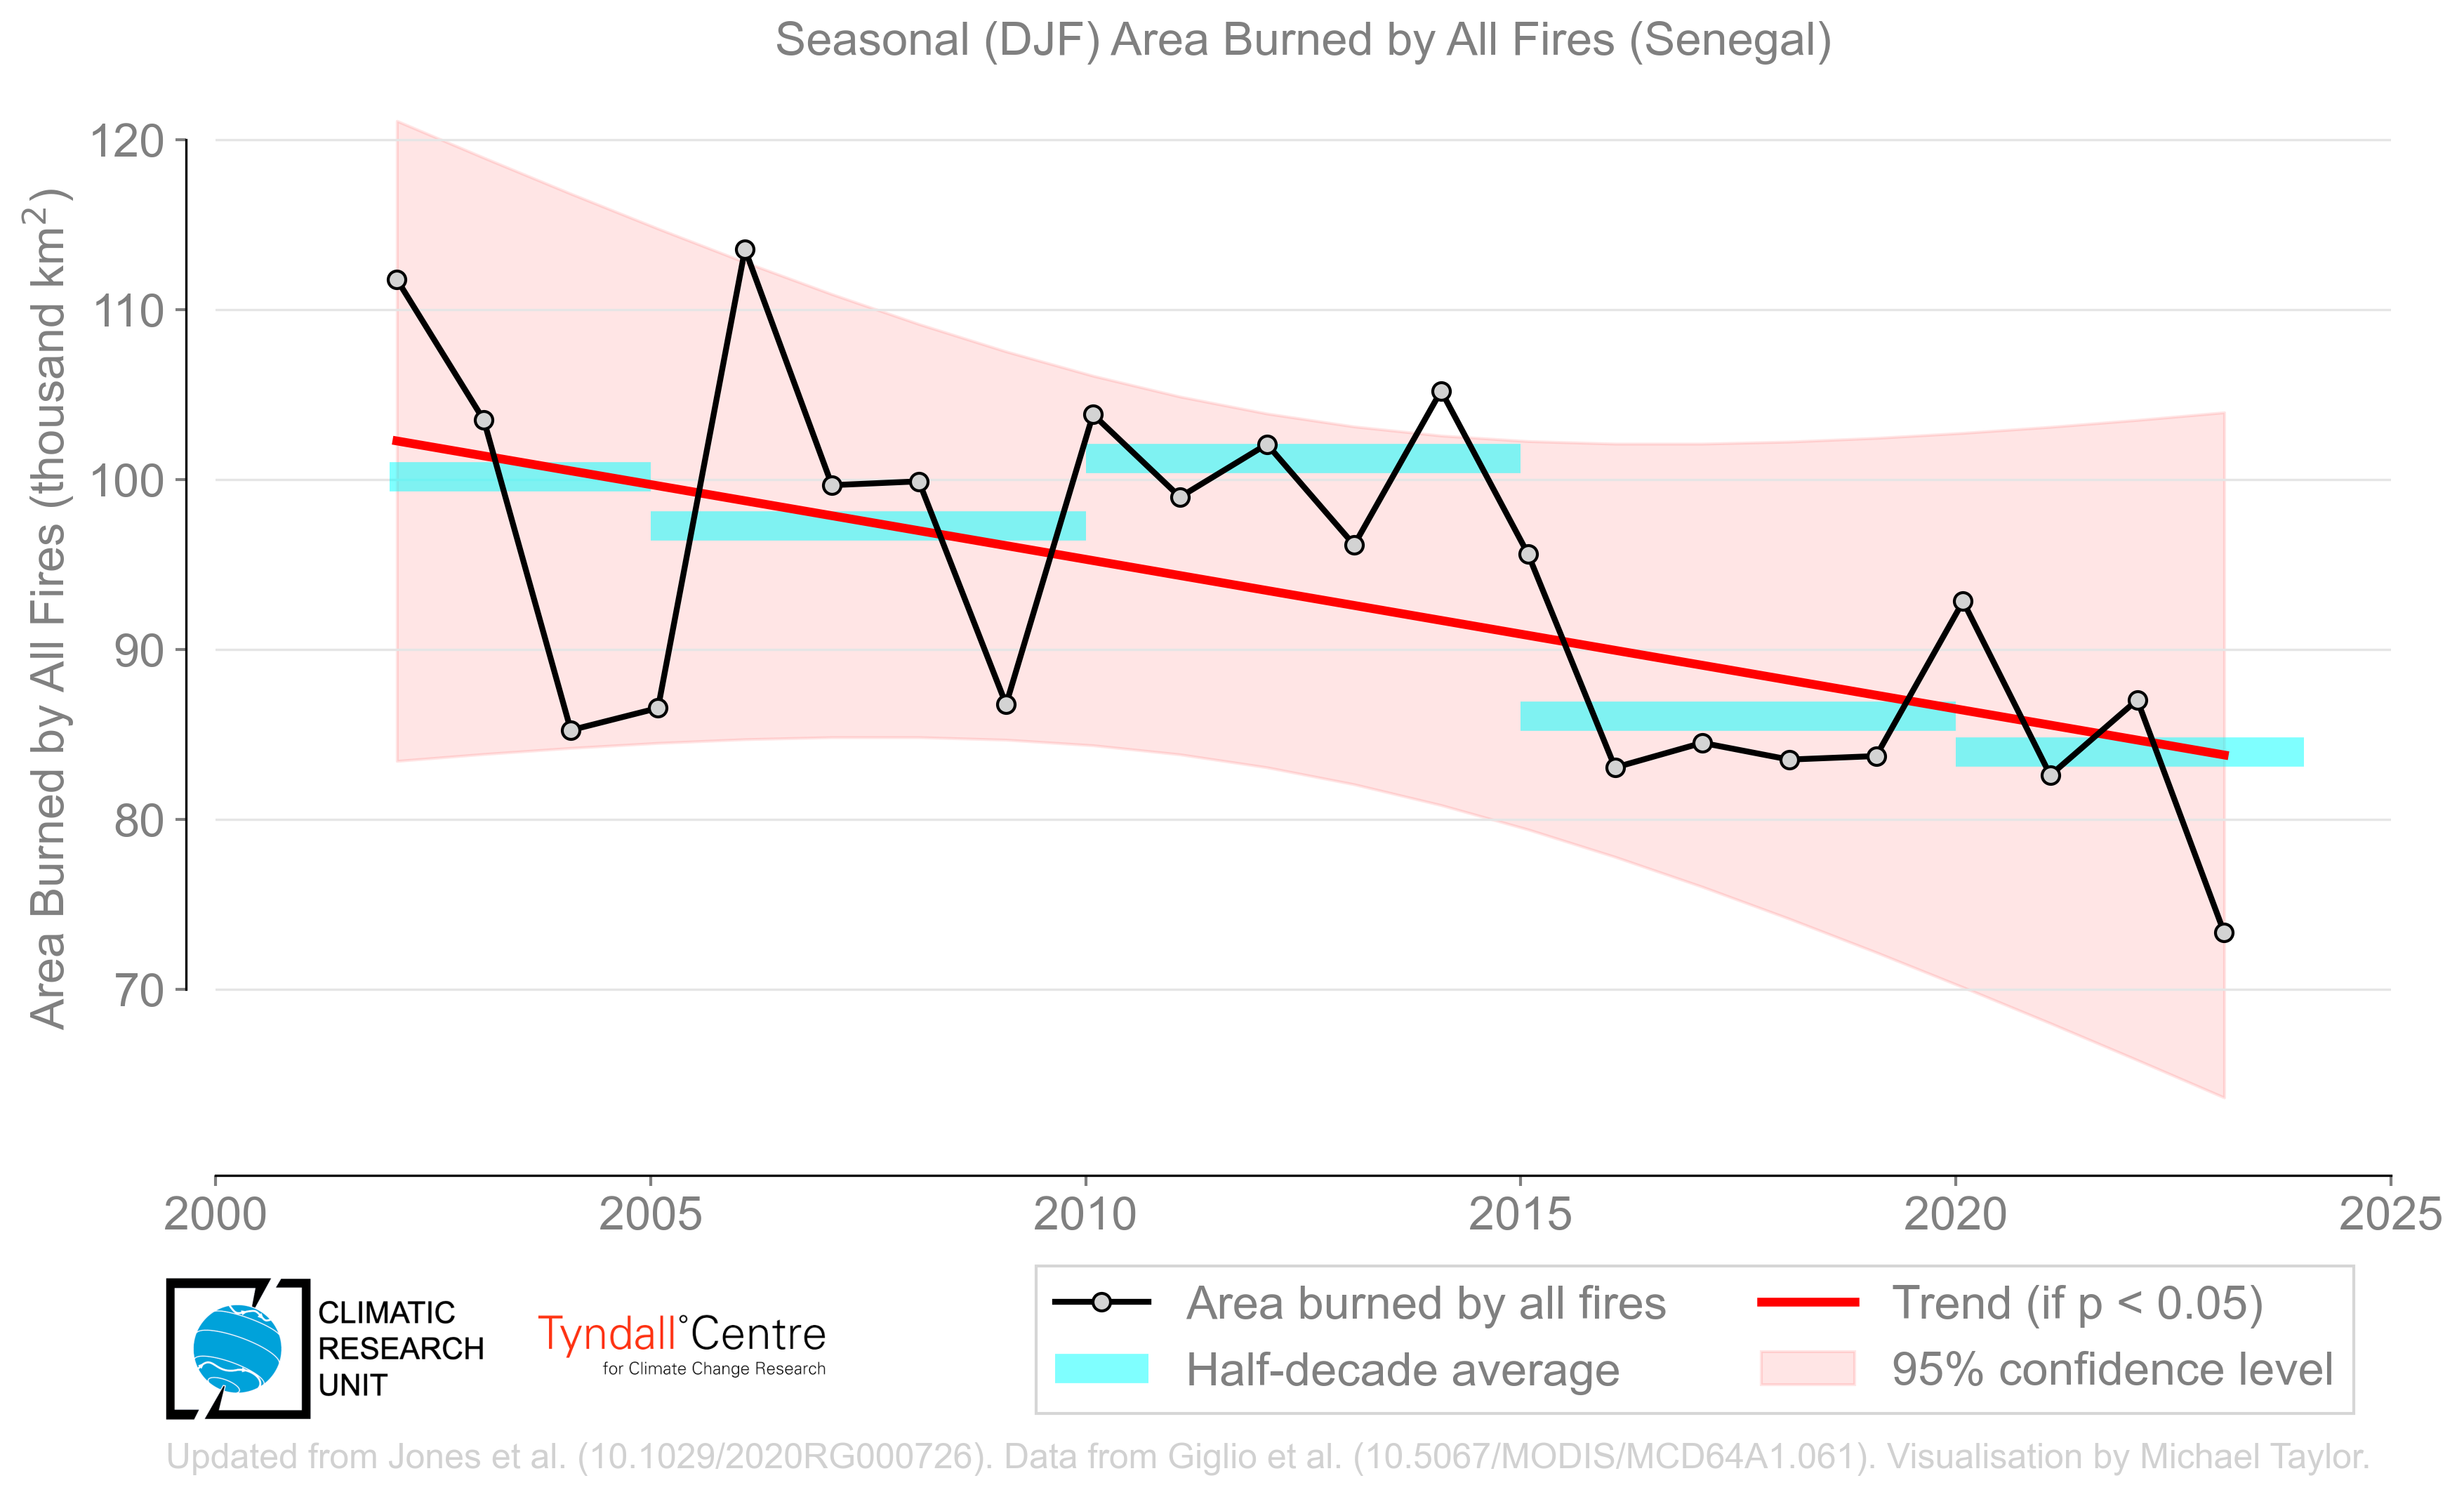 Seasonal (DJF) Area Burned by All Fires (Senegal)
Area Burned by All Fires (thousand km²)
120
110
100
90
80
70
2000
2005
2010
2015
2020
2025
CLIMATIC
RESEARCH
UNIT
Tyndall°Centre
for Climate Change Research
Area burned by all fires
Half-decade average
Trend (if p < 0.05)
95% confidence level
Updated from Jones et al. (10.1029/2020RG000726). Data from Giglio et al. (10.5067/MODIS/MCD64A1.061). Visualisation by Michael Taylor.